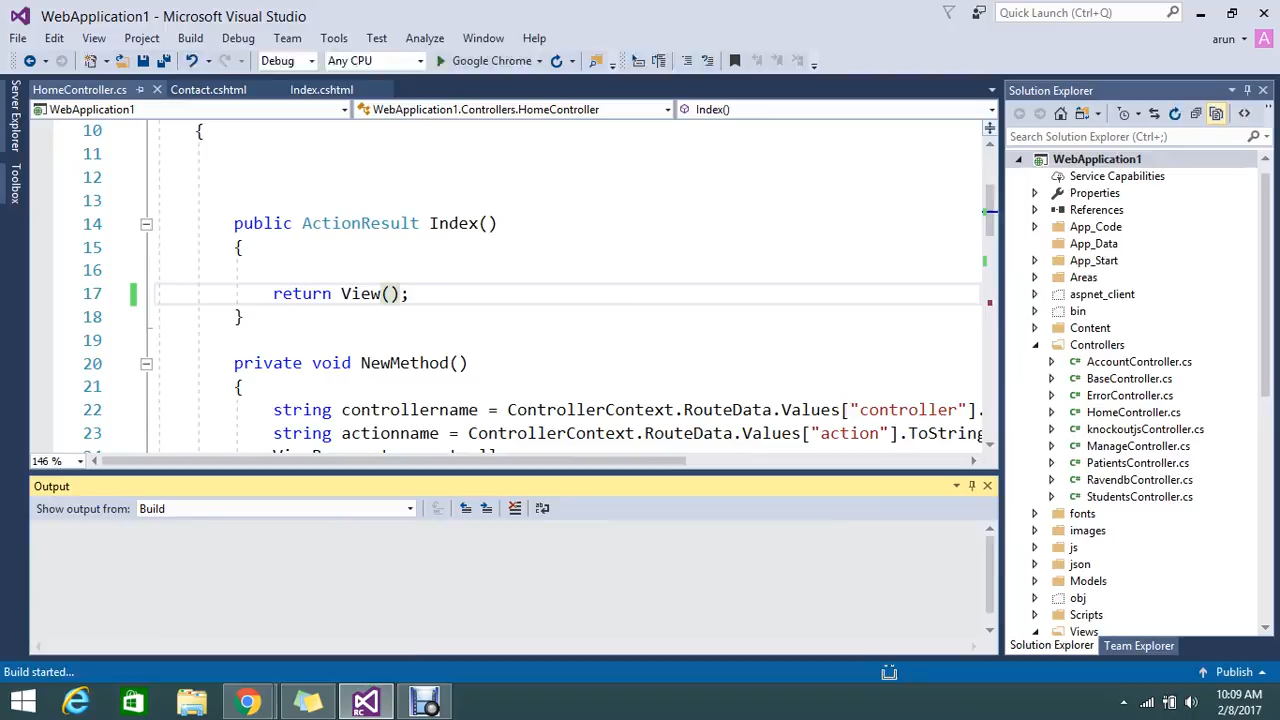 WebApplication1 - Microsoft Visual Studio
Quick Launch (Ctrl+Q)
File Edit View Project Build Debug Team Tools Test Analyze Window Help
arun A
Debug Any CPU Google Chrome
Server Explorer
Toolbox
HomeController.cs Contact.cshtml Index.cshtml
WebApplication1 WebApplication1.Controllers.HomeController Index()
10 {
11
12
13
14 public ActionResult Index()
15 {
16
17 return View();
18 }
19
20 private void NewMethod()
21 {
22 string controllername = ControllerContext.RouteData.Values["controller"].
23 string actionname = ControllerContext.RouteData.Values["action"].ToString
146 %
Output
Show output from: Build
Solution Explorer
Search Solution Explorer (Ctrl+;)
WebApplication1
Service Capabilities
Properties
References
App_Code
App_Data
App_Start
Areas
aspnet_client
bin
Content
Controllers
AccountController.cs
BaseController.cs
ErrorController.cs
HomeController.cs
knockoutjsController.cs
ManageController.cs
PatientsController.cs
RavendbController.cs
StudentsController.cs
fonts
images
js
json
Models
obj
Scripts
Views
Solution Explorer Team Explorer
Build started...
Publish
RC
10:09 AM
2/8/2017